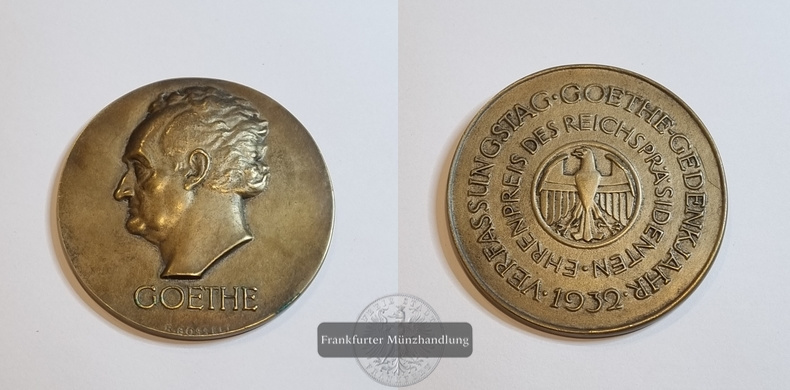 GOETHE
VERFASSUNGSTAG·GOETHE-GEDENKJAHR
·1932·
EHRENPREIS DES REICHSPRÄSIDENTEN·
Frankfurter Münzhandlung